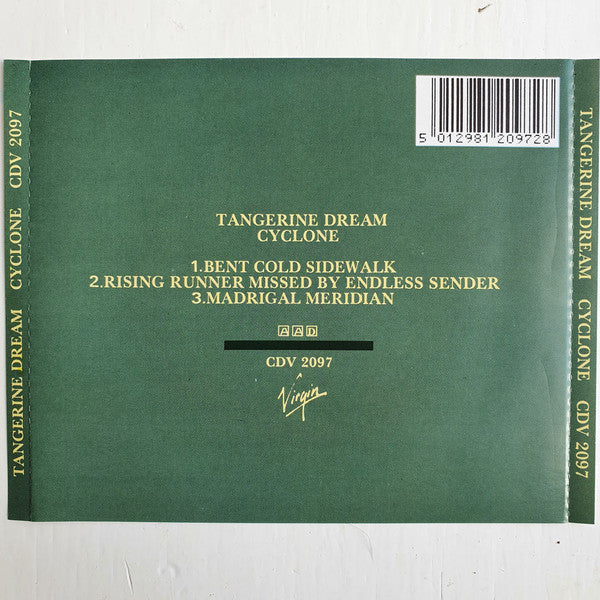 TANGERINE DREAM CYCLONE CDV 2097
5 012981 209728
TANGERINE DREAM
CYCLONE
1.BENT COLD SIDEWALK
2.RISING RUNNER MISSED BY ENDLESS SENDER
3.MADRIGAL MERIDIAN
AAD
CDV 2097
Virgin
TANGERINE DREAM CYCLONE CDV 2097